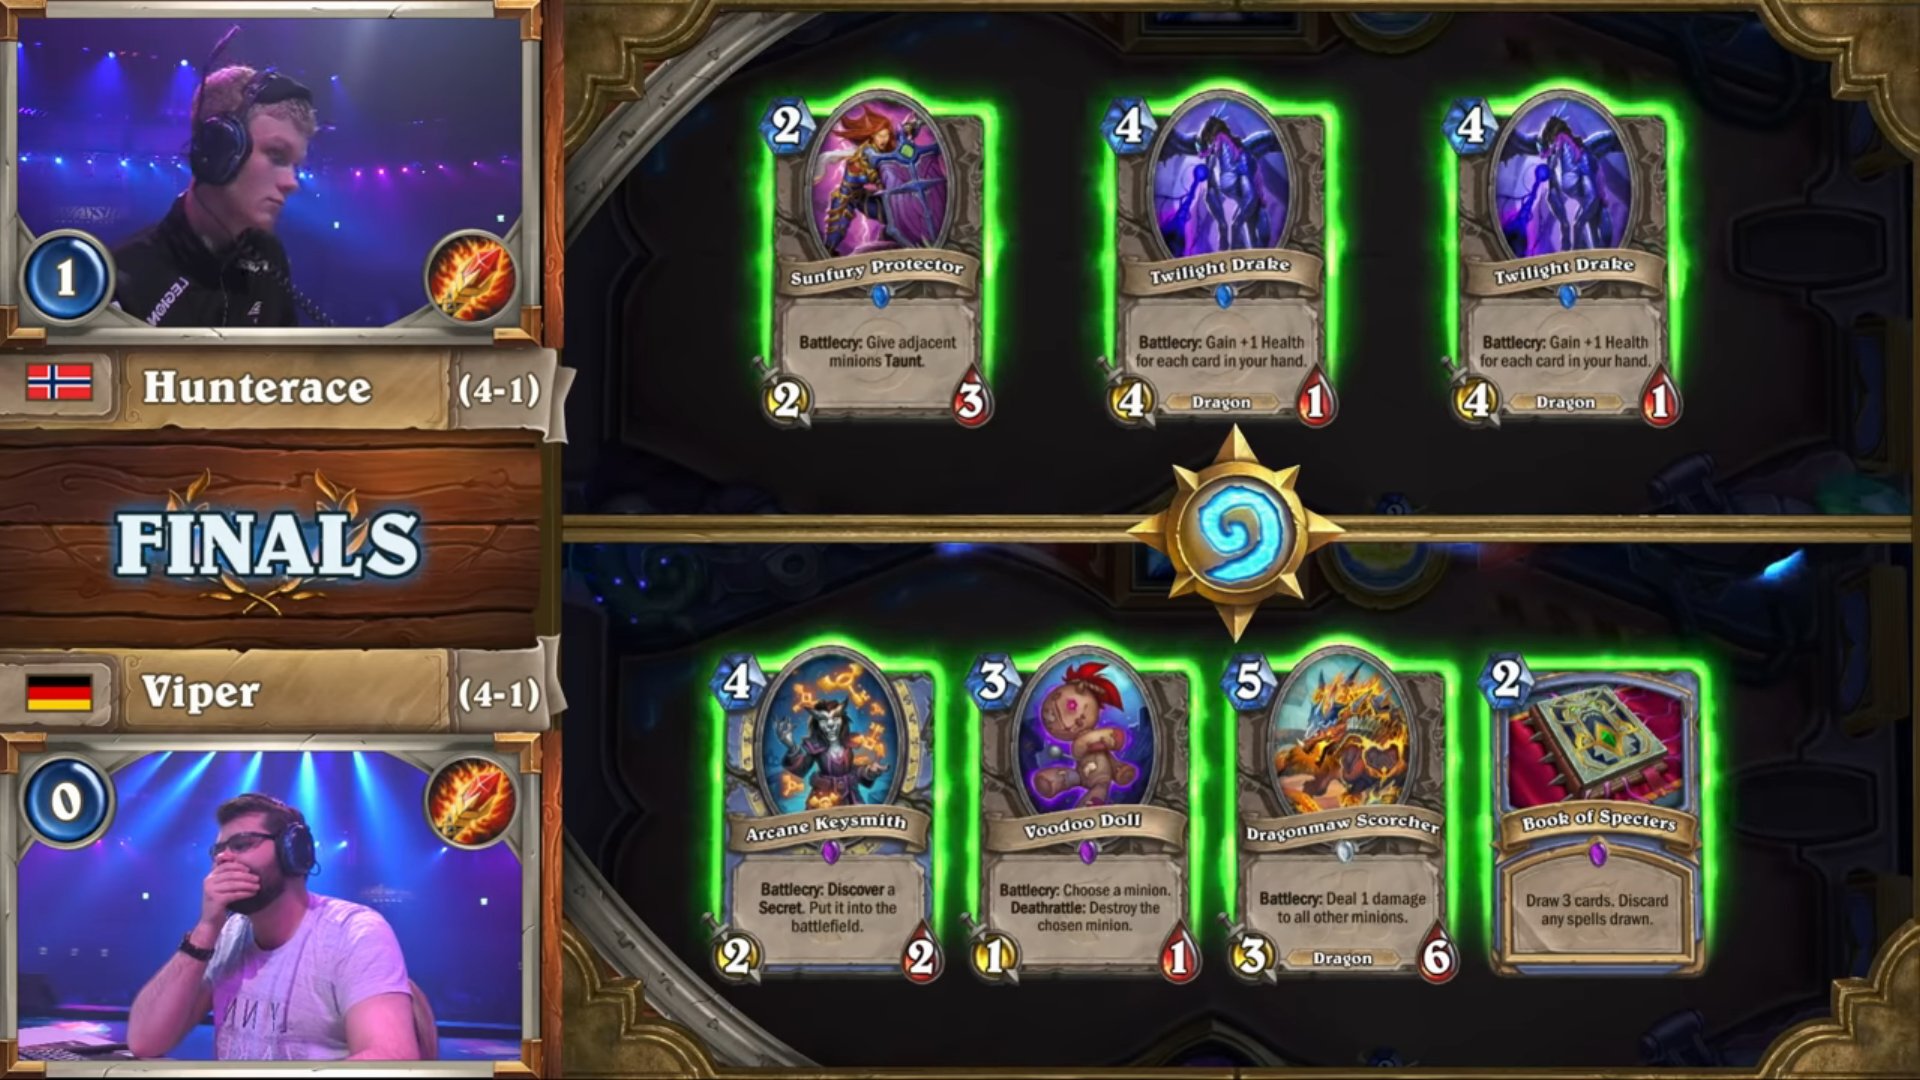 1
LEGION
Hunterace
(4-1)
FINALS
Viper
(4-1)
0
2
Sunfury Protector
Battlecry: Give adjacent
minions Taunt.
2
3
4
Twilight Drake
Battlecry: Gain +1 Health
for each card in your hand.
4
Dragon
1
4
Twilight Drake
Battlecry: Gain +1 Health
for each card in your hand.
4
Dragon
1
4
Arcane Keysmith
Battlecry: Discover a
Secret. Put it into the
battlefield.
2
2
3
Voodoo Doll
Battlecry: Choose a minion.
Deathrattle: Destroy the
chosen minion.
1
1
5
Dragonmaw Scorcher
Battlecry: Deal 1 damage
to all other minions.
3
Dragon
6
2
Book of Specters
Draw 3 cards. Discard
any spells drawn.